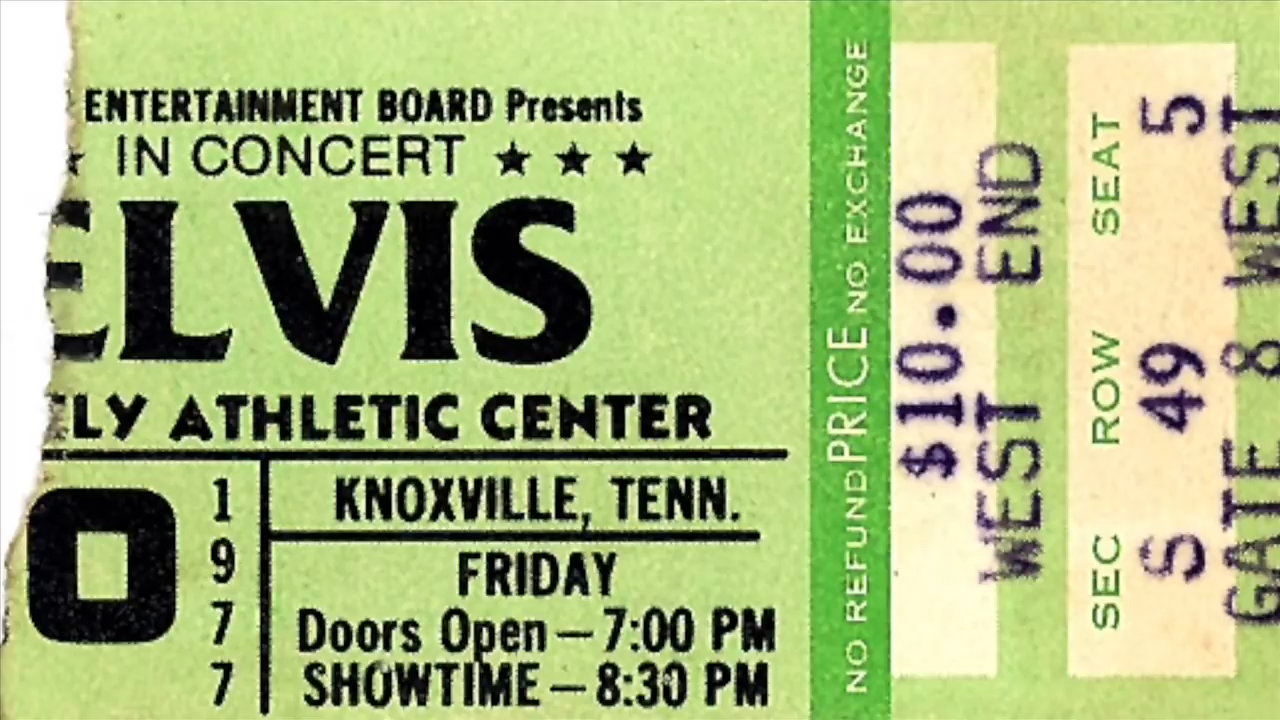 ENTERTAINMENT BOARD Presents
★ IN CONCERT ★ ★ ★
ELVIS
ELY ATHLETIC CENTER
0
1
9
7
7
KNOXVILLE, TENN.
FRIDAY
Doors Open – 7:00 PM
SHOWTIME – 8:30 PM
NO REFUND PRICE NO EXCHANGE
$10.00
WEST END
SEC ROW SEAT
S 49 5
GATE 8 WEST